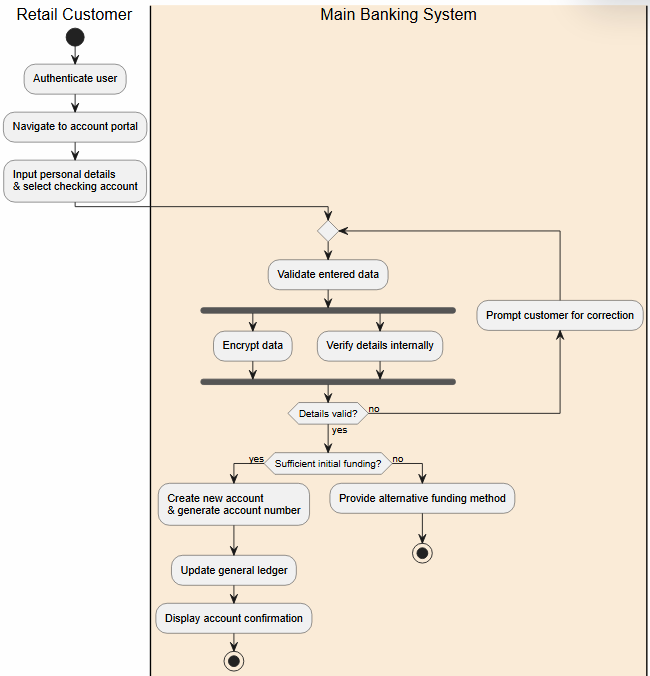 Retail Customer
Main Banking System
Authenticate user
Navigate to account portal
Input personal details
& select checking account
Validate entered data
Prompt customer for correction
Encrypt data
Verify details internally
Details valid?
no
yes
yes
Sufficient initial funding?
no
Create new account
& generate account number
Provide alternative funding method
Update general ledger
Display account confirmation